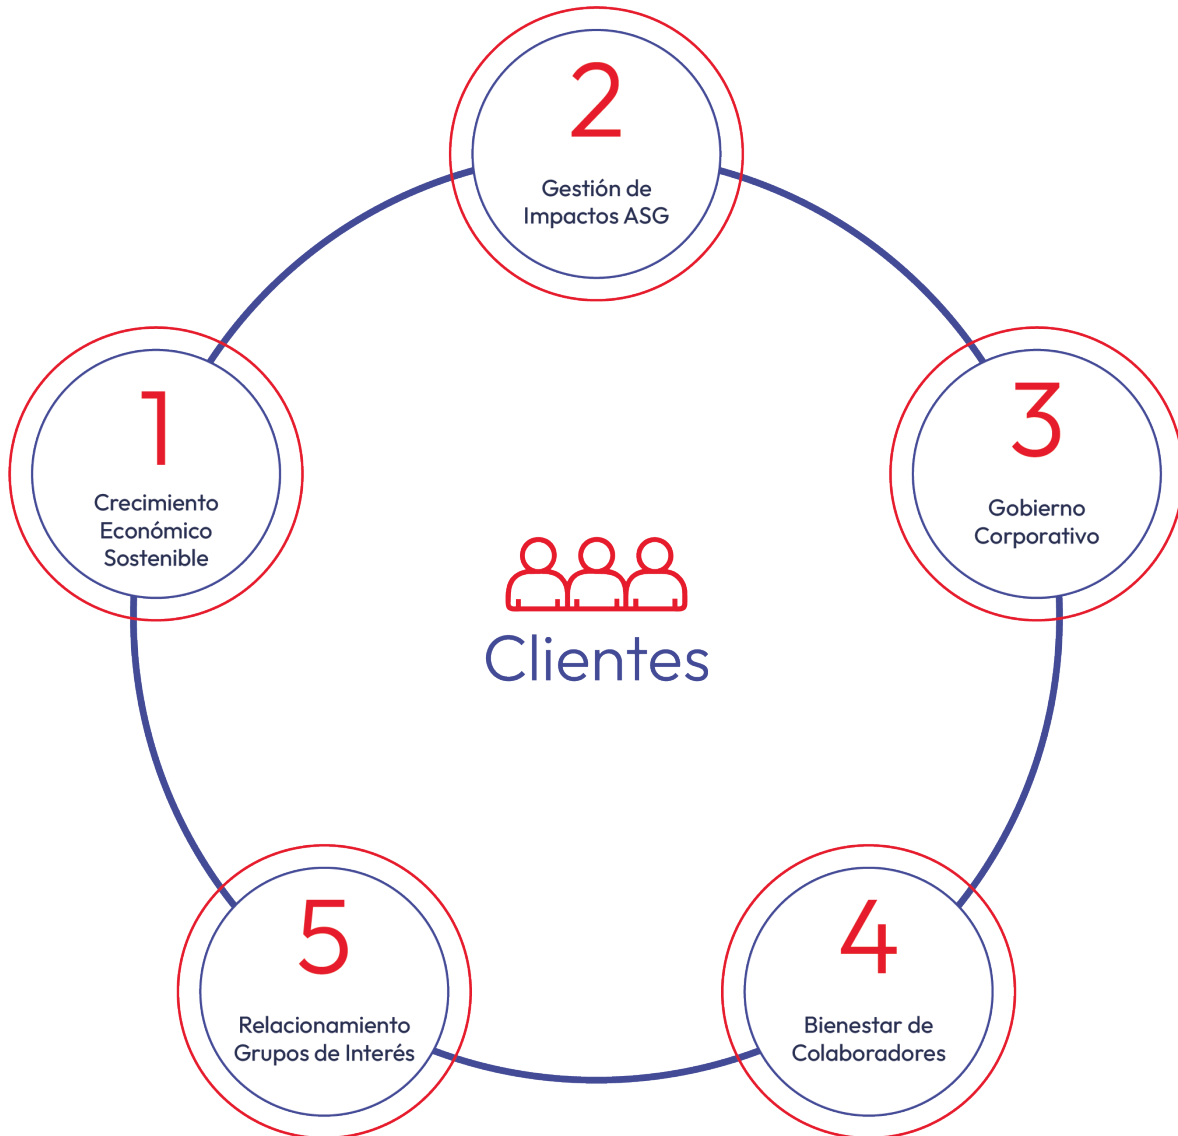 2
Gestión de
Impactos ASG
1
Crecimiento
Económico
Sostenible
3
Gobierno
Corporativo
Clientes
5
Relacionamiento
Grupos de Interés
4
Bienestar de
Colaboradores